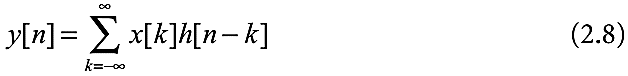 y[n] = ∑_{k=-∞}^{∞} x[k]h[n – k] (2.8)